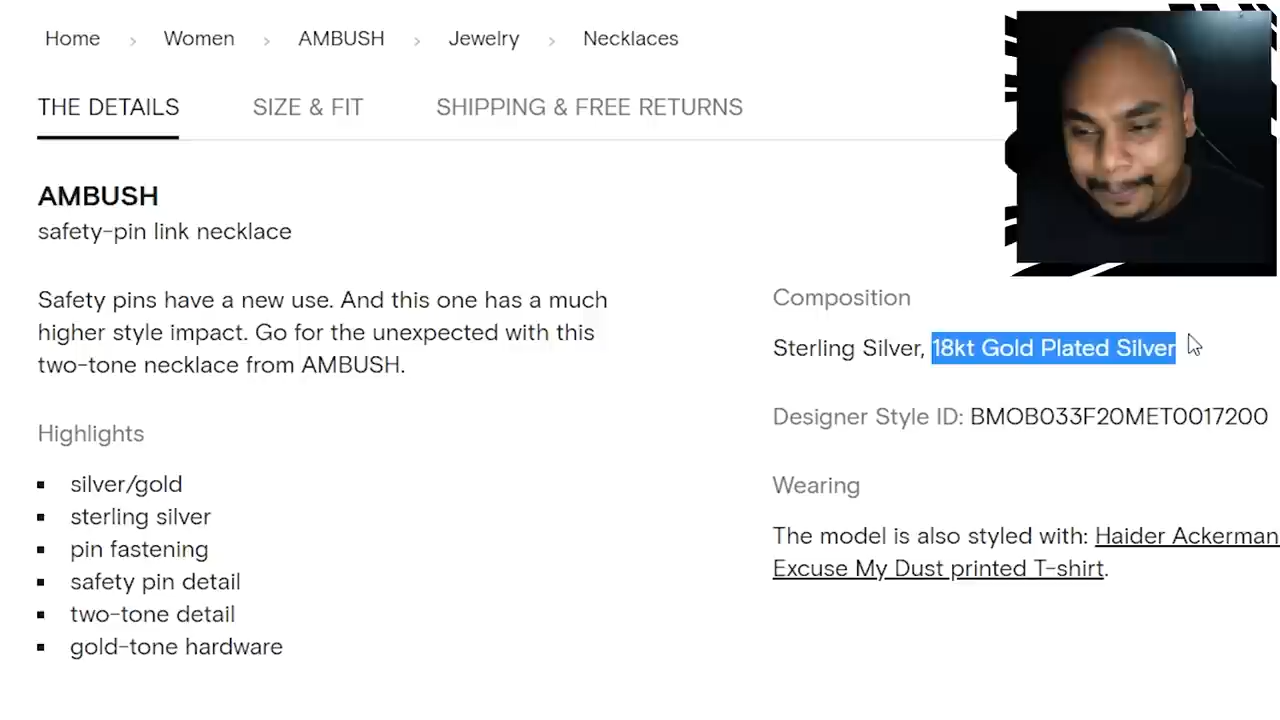 Home > Women > AMBUSH > Jewelry > Necklaces
THE DETAILS SIZE & FIT SHIPPING & FREE RETURNS
AMBUSH
safety-pin link necklace
Safety pins have a new use. And this one has a much
higher style impact. Go for the unexpected with this
two-tone necklace from AMBUSH.
Highlights
▪ silver/gold
▪ sterling silver
▪ pin fastening
▪ safety pin detail
▪ two-tone detail
▪ gold-tone hardware
Composition
Sterling Silver, 18kt Gold Plated Silver
Designer Style ID: BMOB033F20MET0017200
Wearing
The model is also styled with: Haider Ackerman
Excuse My Dust printed T-shirt.